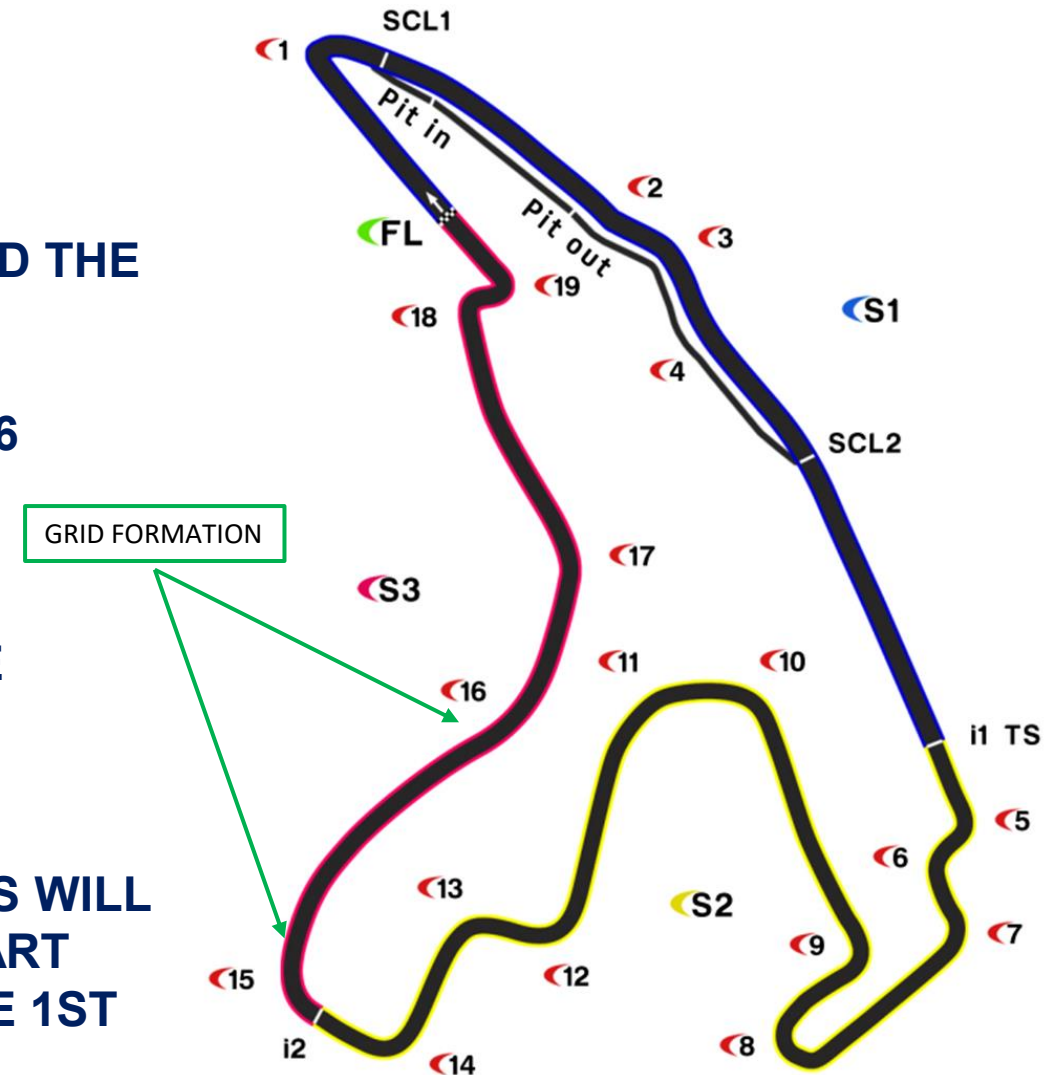 D THE
6
E
S WILL
ART
E 1ST
GRID FORMATION
SCL1
1
Pit in
2
Pit out
3
FL
19
18
S1
4
SCL2
17
S3
11
10
16
i1 TS
5
6
13
S2
7
9
12
15
8
i2
14